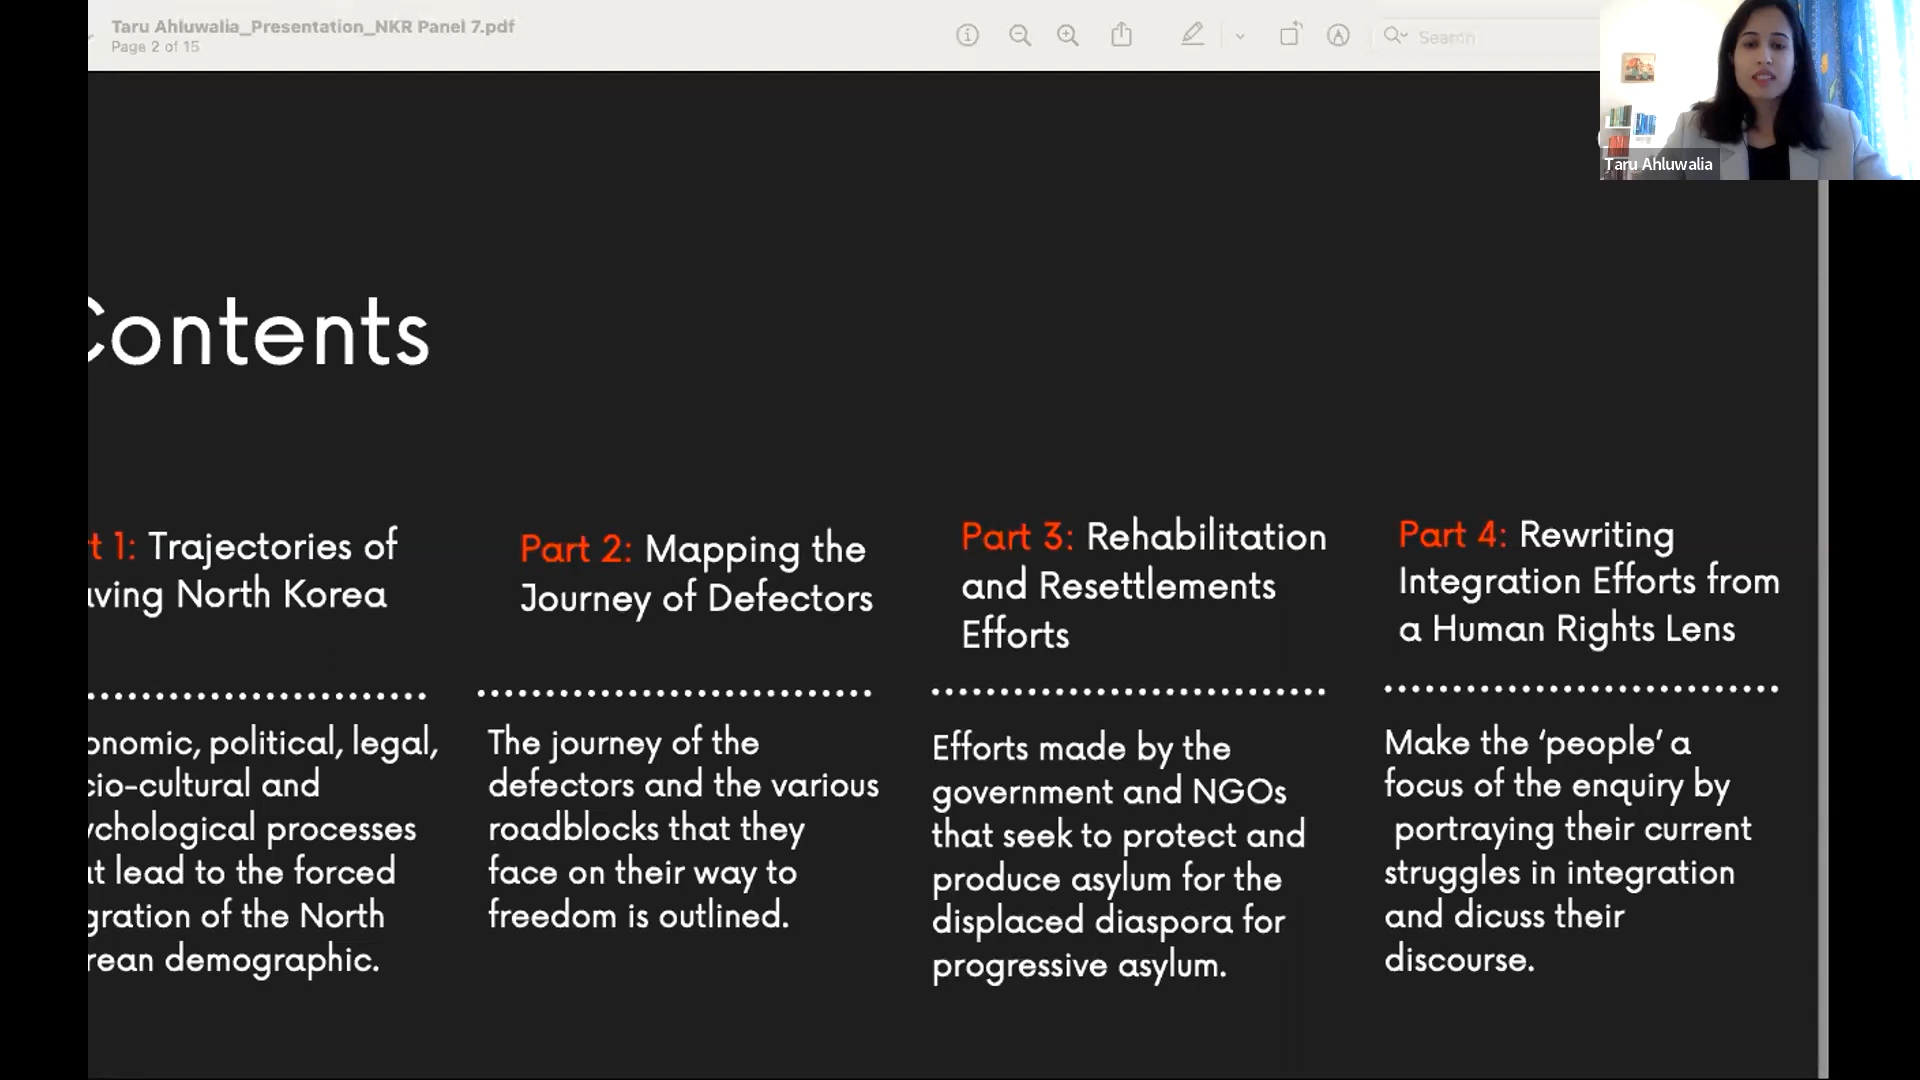 Taru Ahluwalia_Presentation_NKR Panel 7.pdf
Page 2 of 15
Search
Taru Ahluwalia
Contents
t 1: Trajectories of
aving North Korea
Part 2: Mapping the
Journey of Defectors
Part 3: Rehabilitation
and Resettlements
Efforts
Part 4: Rewriting
Integration Efforts from
a Human Rights Lens
onomic, political, legal,
cio-cultural and
ychological processes
at lead to the forced
gration of the North
rean demographic.
The journey of the
defectors and the various
roadblocks that they
face on their way to
freedom is outlined.
Efforts made by the
government and NGOs
that seek to protect and
produce asylum for the
displaced diaspora for
progressive asylum.
Make the ‘people’ a
focus of the enquiry by
portraying their current
struggles in integration
and dicuss their
discourse.